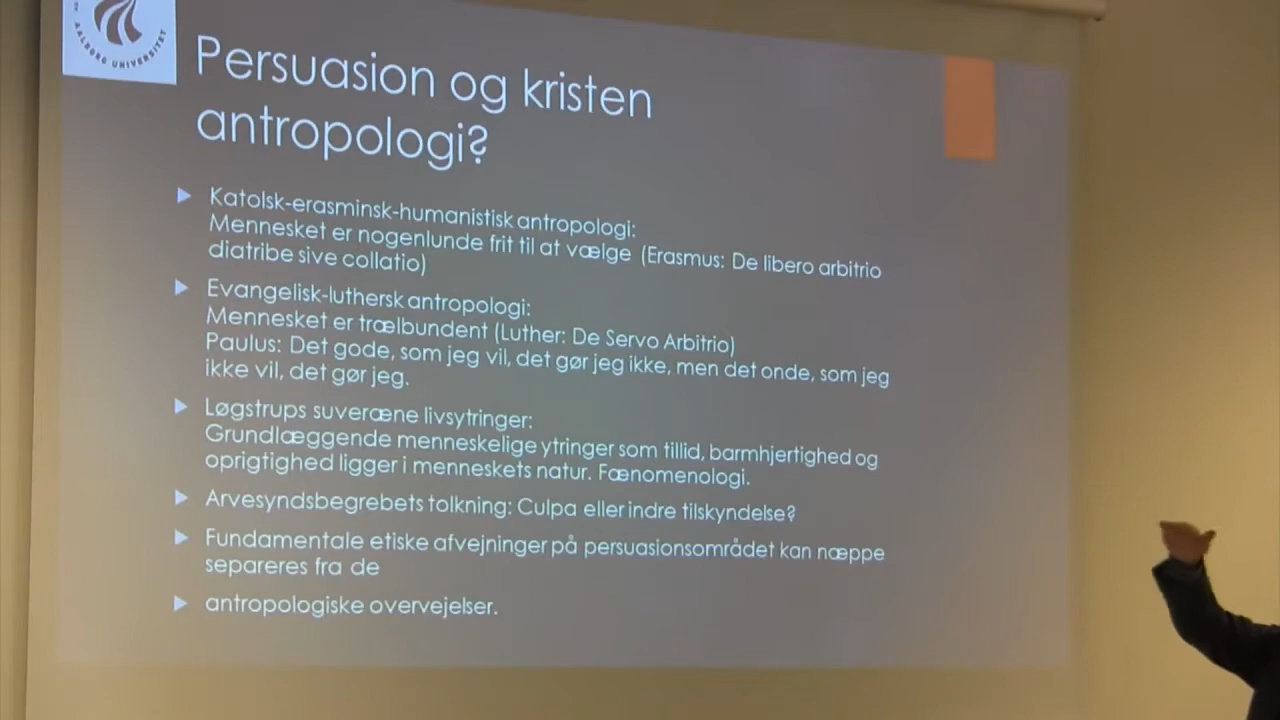 AALBORG UNIVERSITET
Persuasion og kristen
antropologi?
Katolsk-erasminsk-humanistisk antropologi:
Mennesket er nogenlunde frit til at vælge (Erasmus: De libero arbitrio
diatribe sive collatio)
Evangelisk-luthersk antropologi:
Mennesket er trælbundent (Luther: De Servo Arbitrio)
Paulus: Det gode, som jeg vil, det gør jeg ikke, men det onde, som jeg
ikke vil, det gør jeg.
Løgstrups suveræne livsytringer:
Grundlæggende menneskelige ytringer som tillid, barmhjertighed og
oprigtighed ligger i menneskets natur. Fænomenologi.
Arvesyndsbegrebets tolkning: Culpa eller indre tilskyndelse?
Fundamentale etiske afvejninger på persuasionsområdet kan næppe
separeres fra de
antropologiske overvejelser.